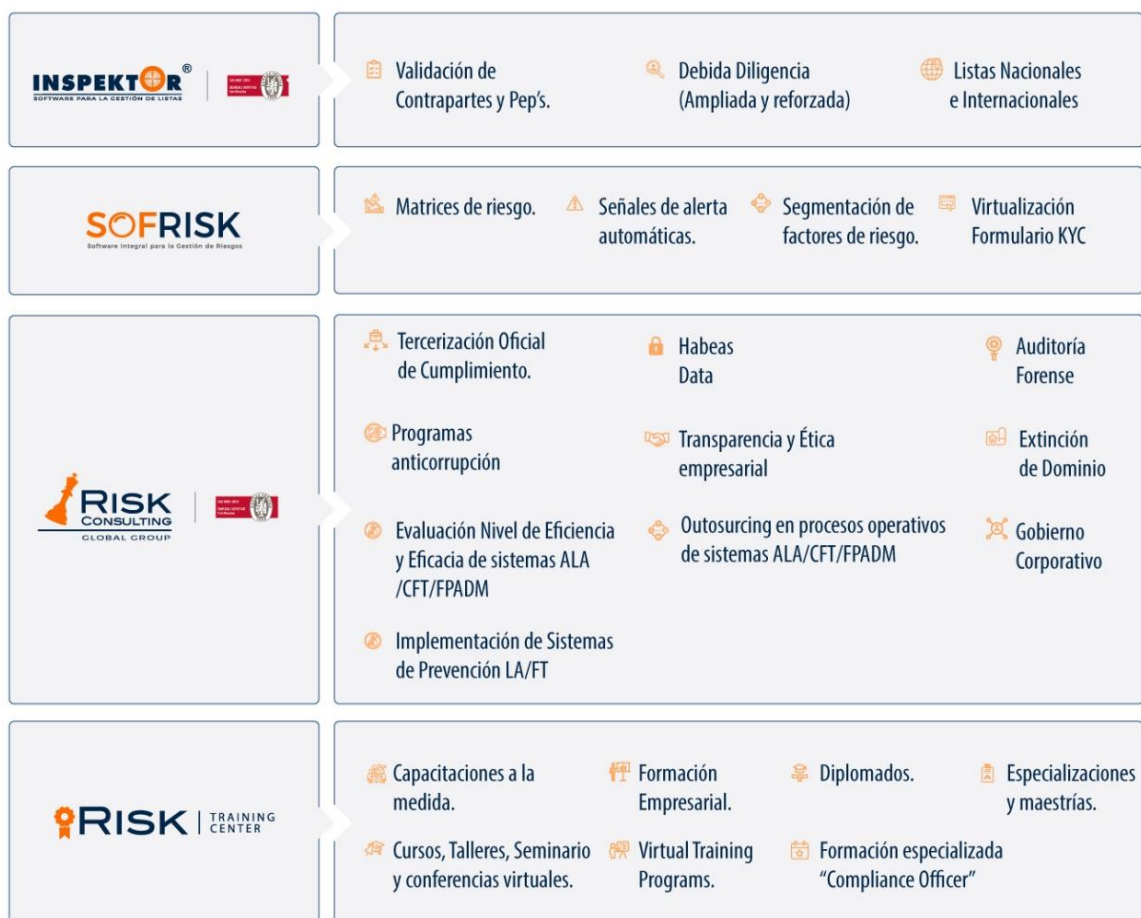 INSPEKTOR®
SOFTWARE PARA LA GESTIÓN DE LISTAS
Validación de
Contrapartes y Pep's.
Debida Diligencia
(Ampliada y reforzada)
Listas Nacionales
e Internacionales
SOFRISK
Software Integral para la Gestión de Riesgos
Matrices de riesgo.
Señales de alerta
automáticas.
Segmentación de
factores de riesgo.
Virtualización
Formulario KYC
RISK
CONSULTING
GLOBAL GROUP
Tercerización Oficial
de Cumplimiento.
Habeas
Data
Auditoría
Forense
Programas
anticorrupción
Transparencia y Ética
empresarial
Extinción
de Dominio
Evaluación Nivel de Eficiencia
y Eficacia de sistemas ALA
/CFT/FPADM
Outosurcing en procesos operativos
de sistemas ALA/CFT/FPADM
Gobierno
Corporativo
Implementación de Sistemas
de Prevención LA/FT
RISK
TRAINING
CENTER
Capacitaciones a la
medida.
Formación
Empresarial.
Diplomados.
Especializaciones
y maestrías.
Cursos, Talleres, Seminario
y conferencias virtuales.
Virtual Training
Programs.
Formación especializada
“Compliance Officer”